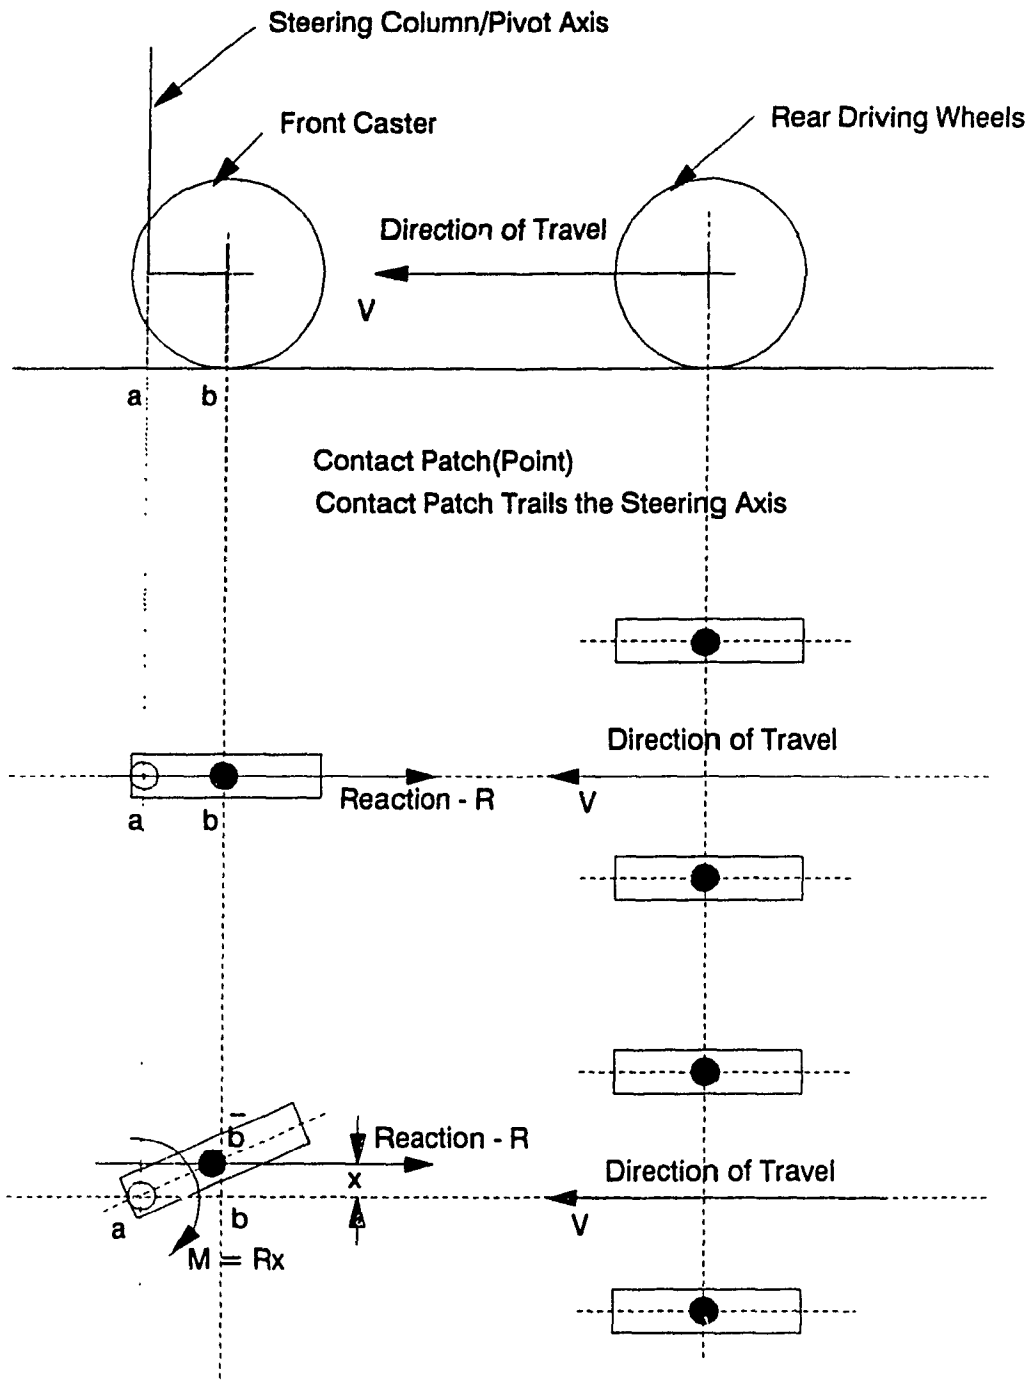 Steering Column/Pivot Axis
Front Caster
Rear Driving Wheels
Direction of Travel
V
a
b
Contact Patch(Point)
Contact Patch Trails the Steering Axis
Direction of Travel
Reaction - R
V
a
b
b̄
Reaction - R
x
Direction of Travel
a
b
V
M = Rx